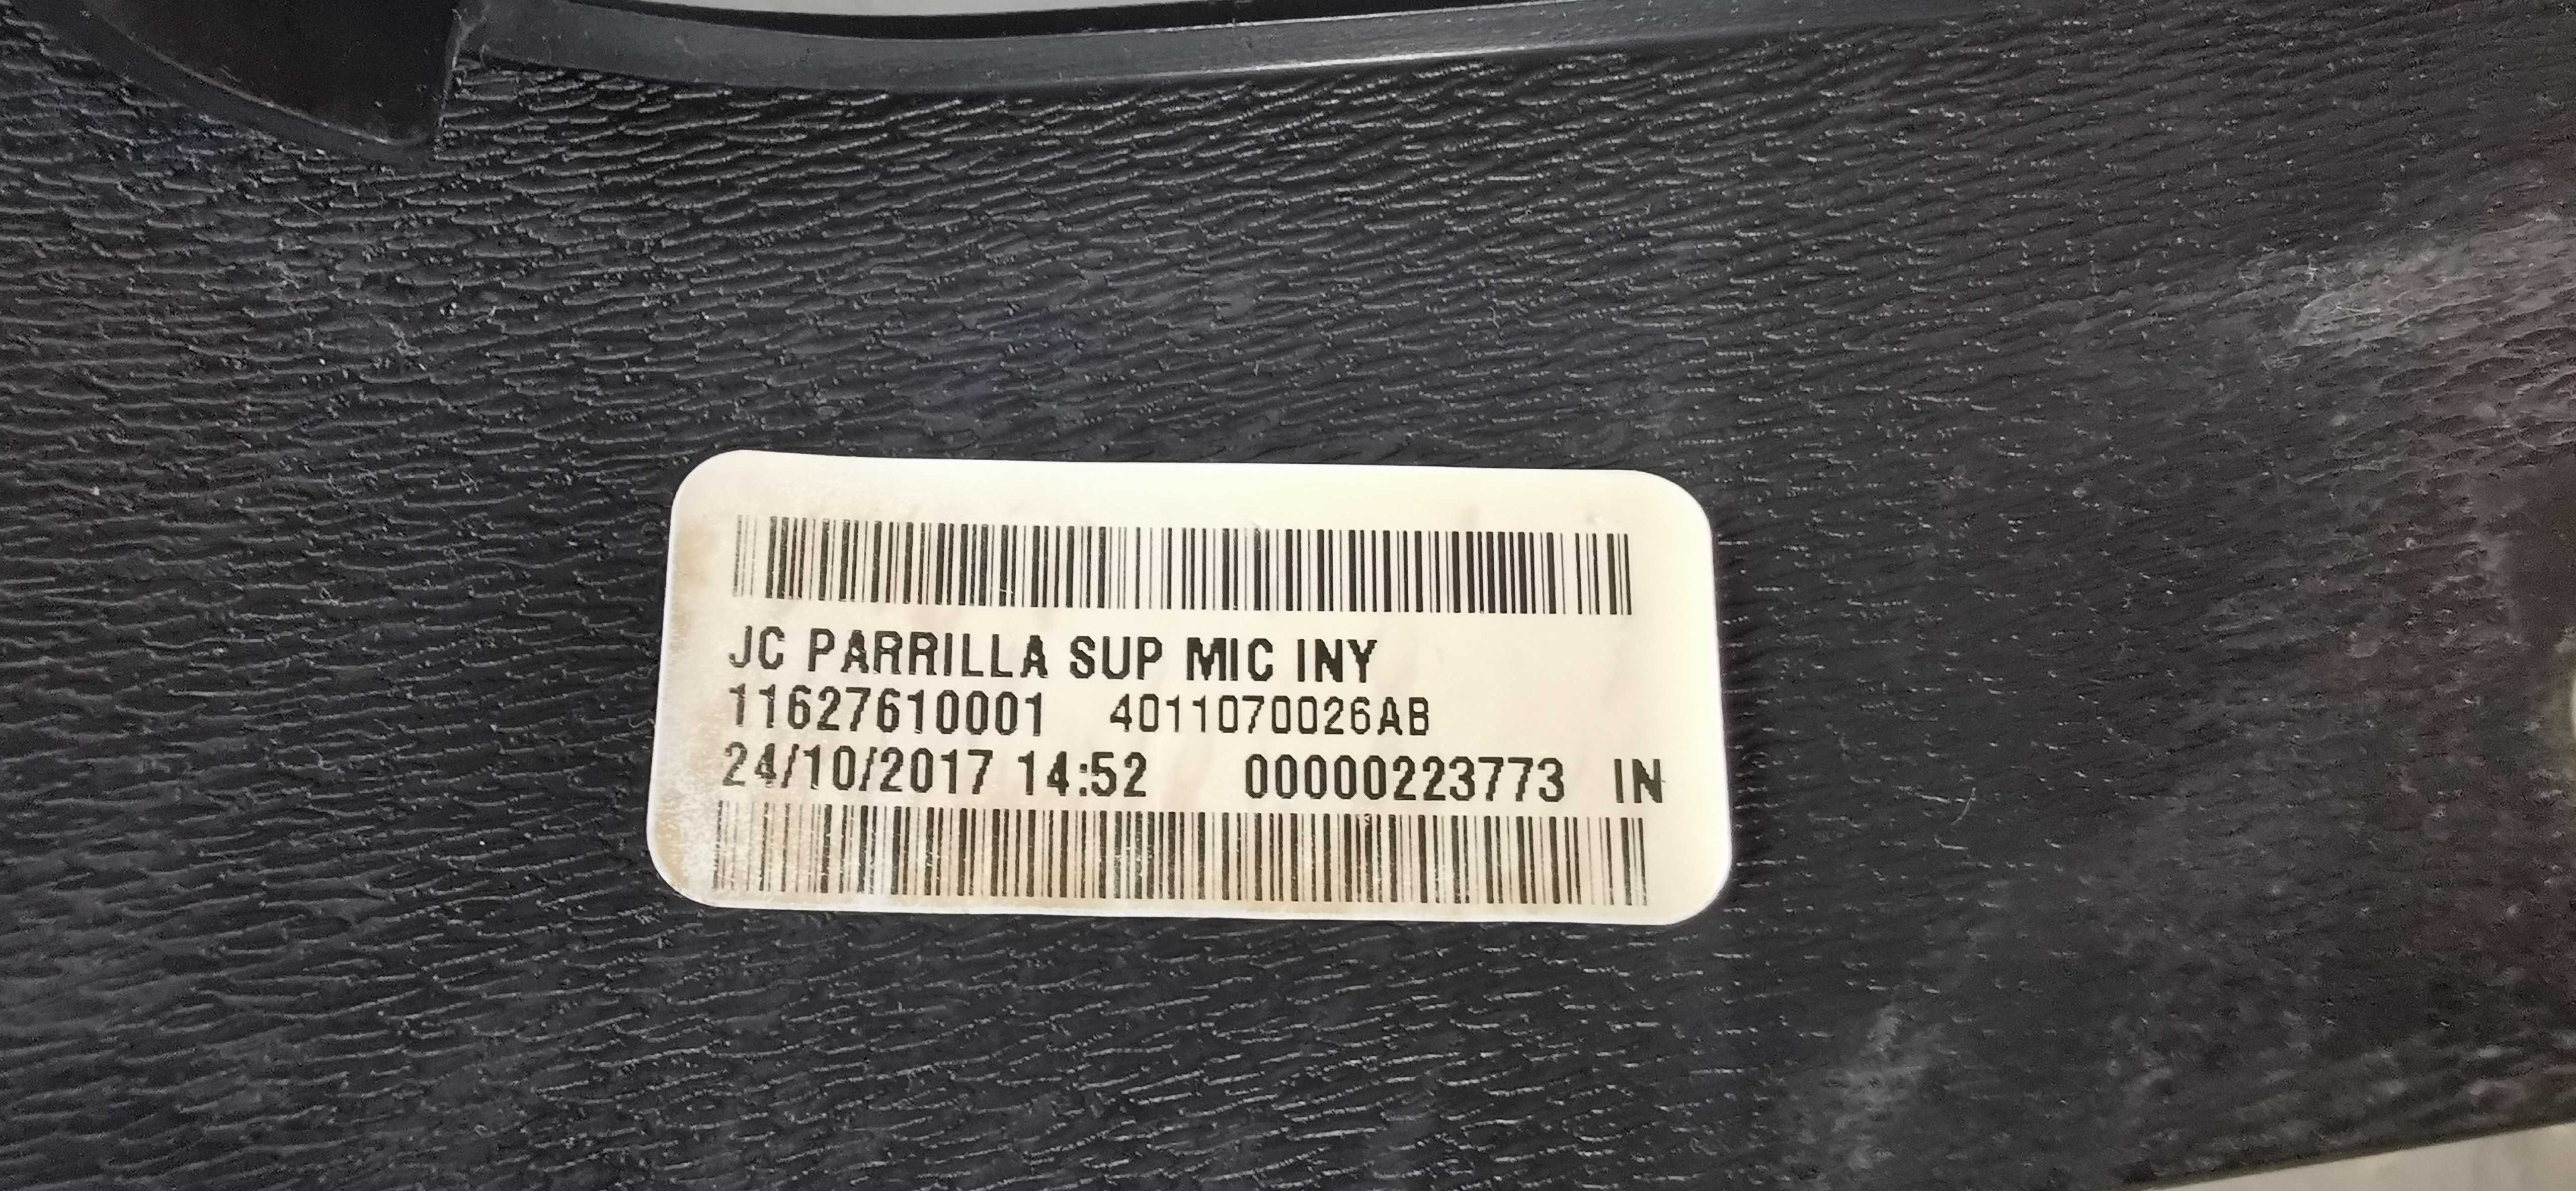 JC PARRILLA SUP MIC INY
11627610001 4011070026AB
24/10/2017 14:52 00000223773 IN